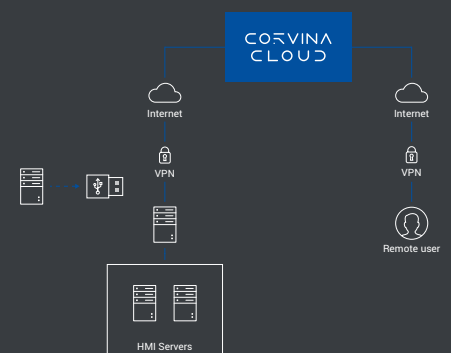 CORVINA
CLOUD
Internet
Internet
VPN
VPN
Remote user
HMI Servers